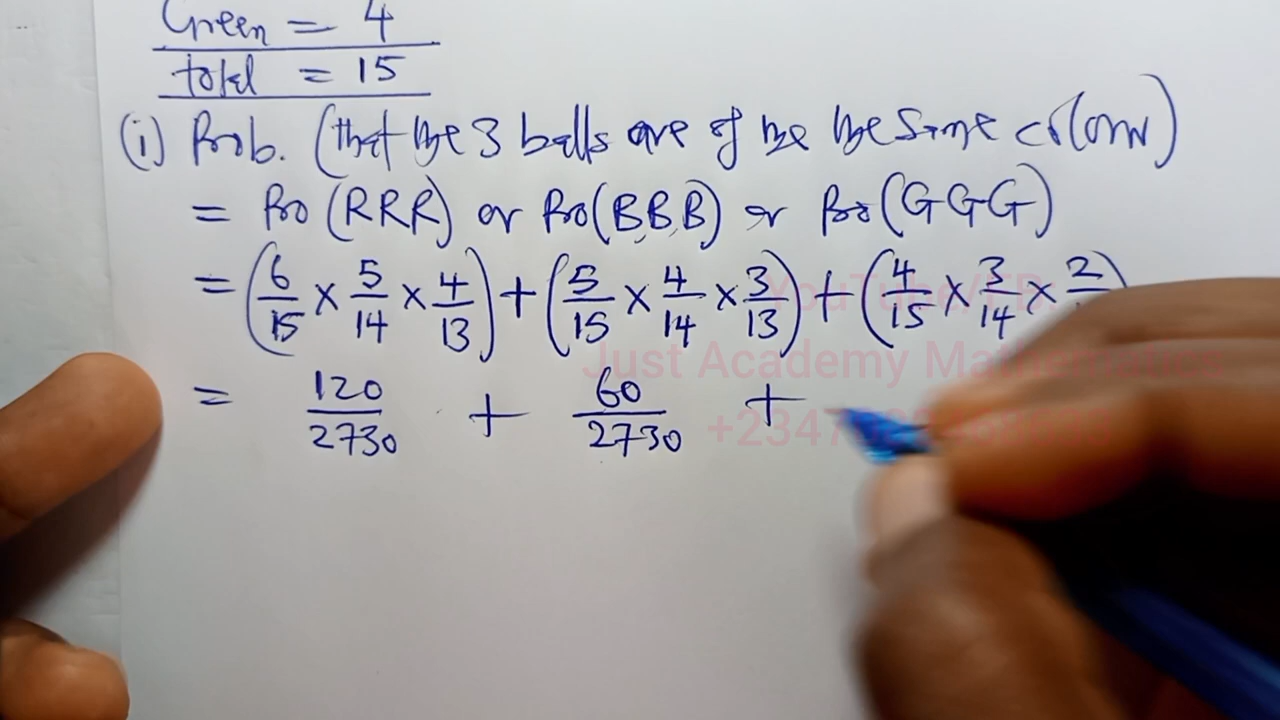 Green = 4
total = 15
(i) Prob. (that the 3 balls are of the the same colour)
= Pro (RRR) or Pro(B,B,B) or Pro(GGG)
= (6/15 x 5/14 x 4/13) + (5/15 x 4/14 x 3/13) + (4/15 x 3/14 x 2/
= 120/2730 + 60/2730 +
Just Academy Mathematics